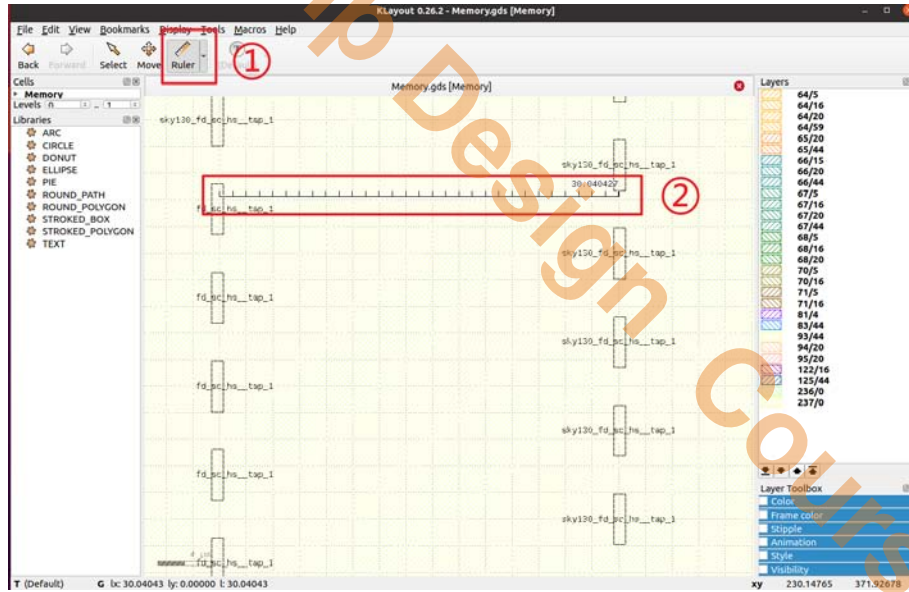 KLayout 0.26.2 - Memory.gds [Memory]
File Edit View Bookmarks Display Tools Macros Help
Back Forward Select Move Ruler
①
Cells
Memory
Levels 0 .. 1
Libraries
ARC
CIRCLE
DONUT
ELLIPSE
PIE
ROUND_PATH
ROUND_POLYGON
STROKED_BOX
STROKED_POLYGON
TEXT
Memory.gds [Memory]
sky130_fd_sc_hs__tap_1
sky130_fd_sc_hs__tap_1
30.040427
②
fd_sc_hs__tap_1
sky130_fd_sc_hs__tap_1
fd_sc_hs__tap_1
sky130_fd_sc_hs__tap_1
fd_sc_hs__tap_1
sky130_fd_sc_hs__tap_1
fd_sc_hs__tap_1
sky130_fd_sc_hs__tap_1
fd_sc_hs__tap_1
Layers
64/5
64/16
64/20
64/59
65/20
65/44
66/15
66/20
66/44
67/5
67/16
67/20
67/44
68/5
68/16
68/20
70/5
70/16
71/5
71/16
81/4
83/44
93/44
94/20
95/20
122/16
125/44
236/0
237/0
Layer Toolbox
Color
Frame color
Stipple
Animation
Style
Visibility
T (Default) G lx: 30.04043 ly: 0.00000 l: 30.04043 xy 230.14765 371.92678
p Design Cours